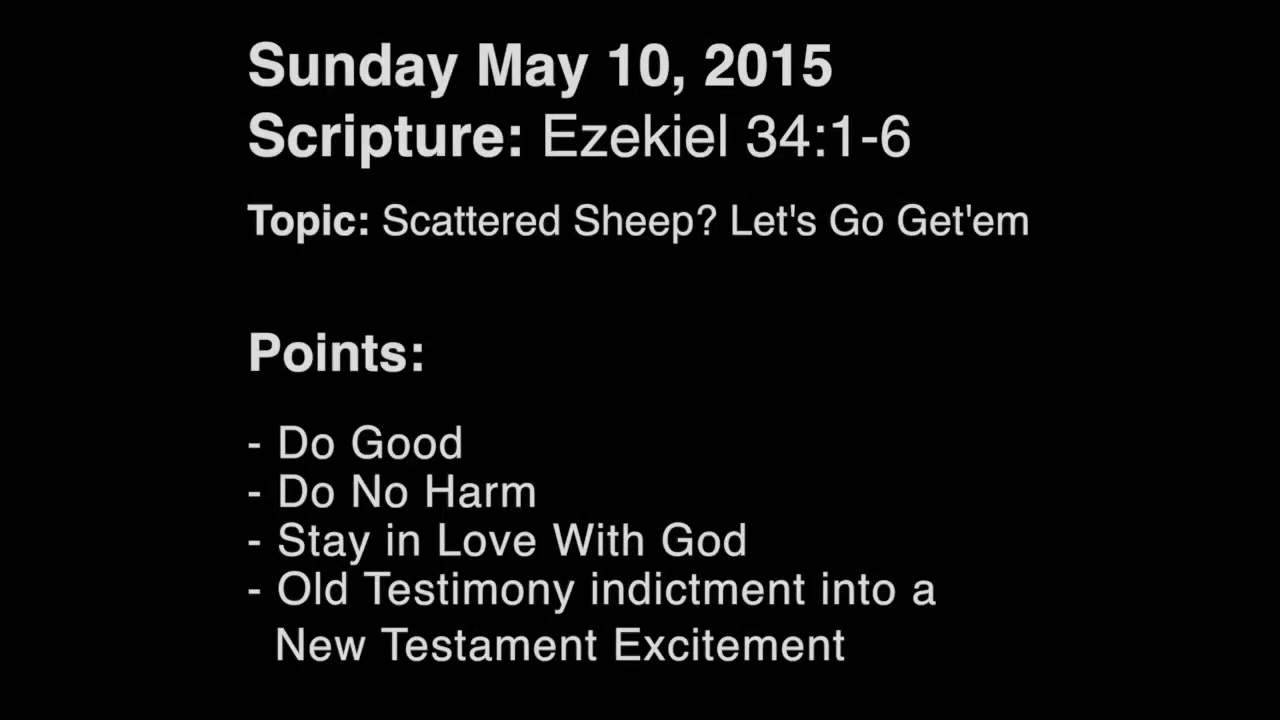 Sunday May 10, 2015
Scripture: Ezekiel 34:1-6
Topic: Scattered Sheep? Let's Go Get'em
Points:
- Do Good
- Do No Harm
- Stay in Love With God
- Old Testimony indictment into a
New Testament Excitement